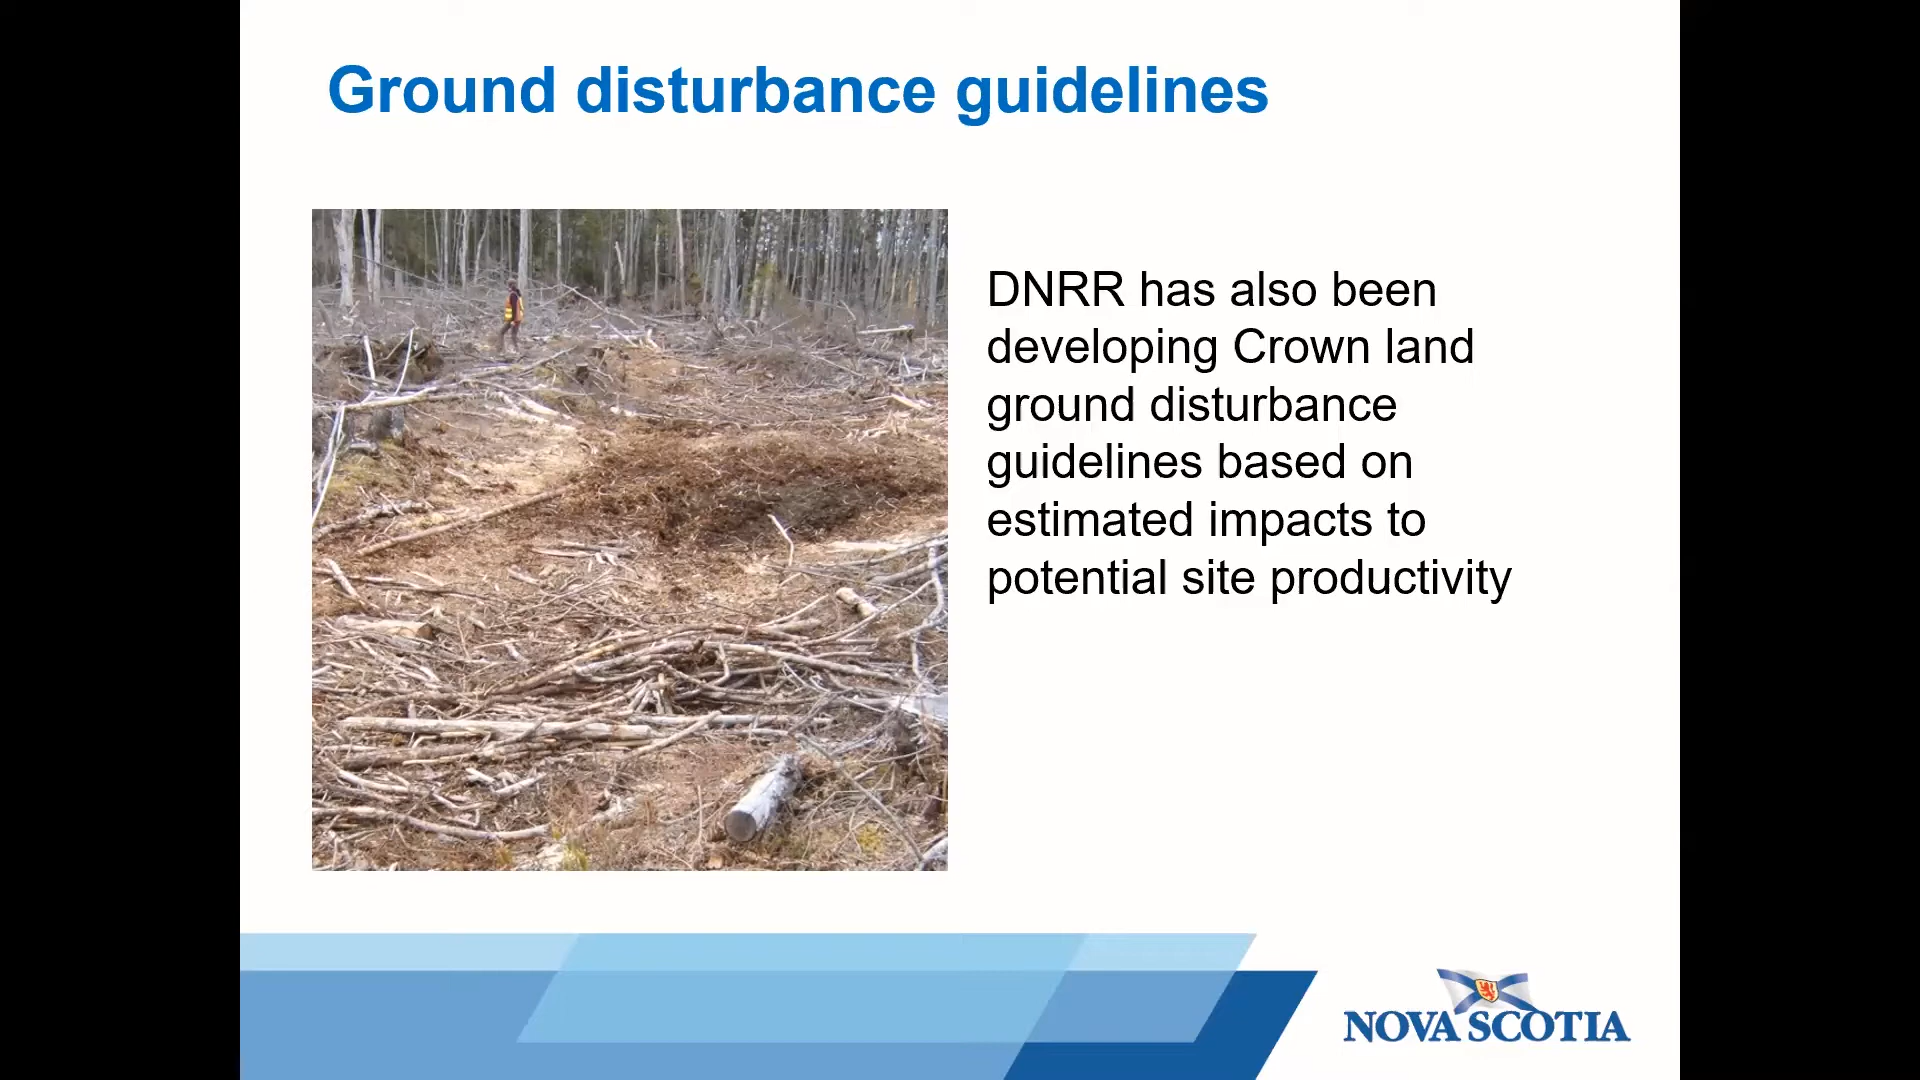 Ground disturbance guidelines
DNRR has also been
developing Crown land
ground disturbance
guidelines based on
estimated impacts to
potential site productivity
NOVA SCOTIA